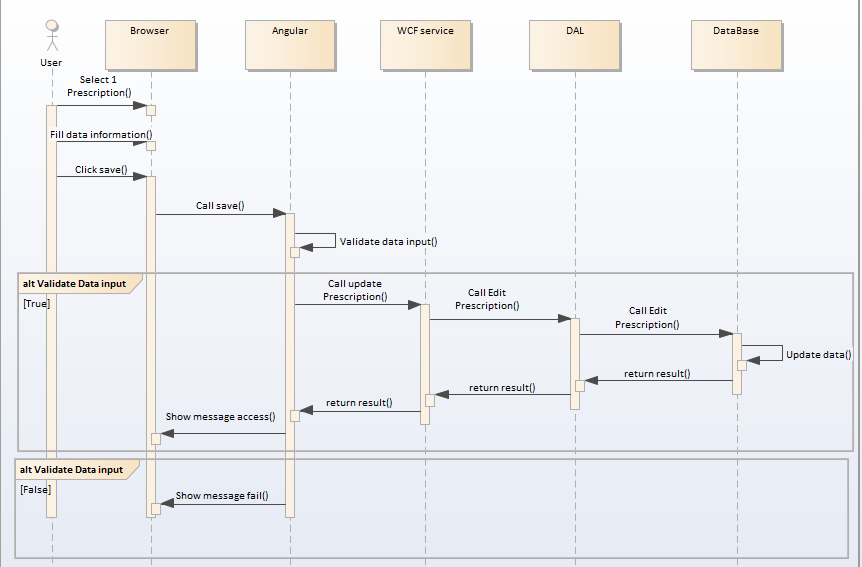 Browser
Angular
WCF service
DAL
DataBase
User
Select 1
Prescription()
Fill data information()
Click save()
Call save()
Validate data input()
alt Validate Data input
[True]
Call update
Prescription()
Call Edit
Prescription()
Call Edit
Prescription()
Update data()
return result()
return result()
return result()
Show message access()
alt Validate Data input
[False]
Show message fail()